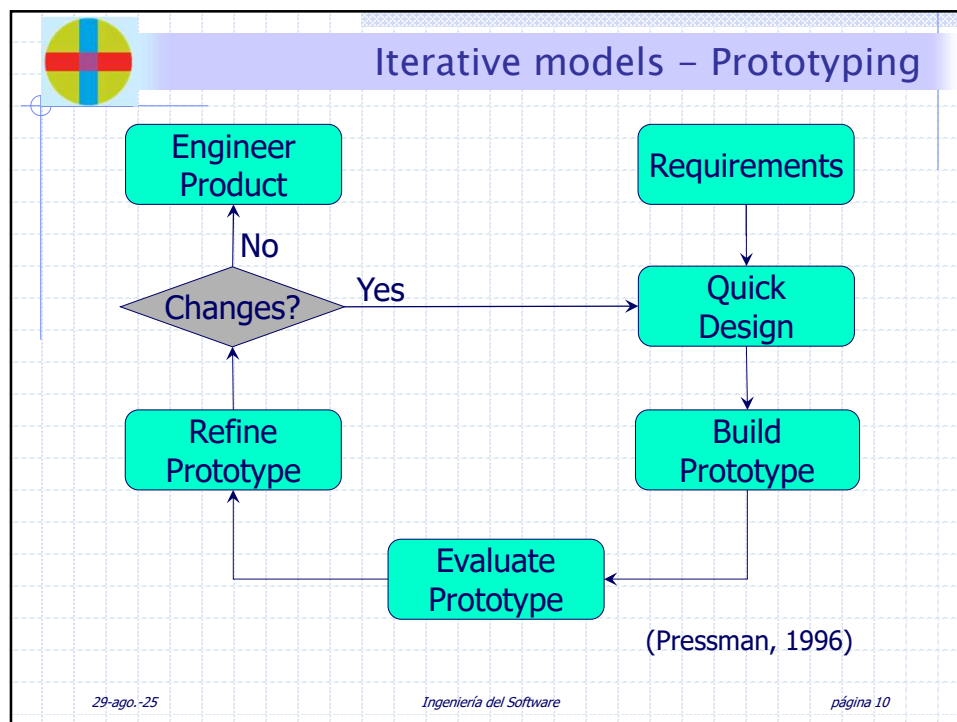 Iterative models – Prototyping
Engineer
Product
Requirements
No
Changes?
Yes
Quick
Design
Refine
Prototype
Build
Prototype
Evaluate
Prototype
(Pressman, 1996)
29-ago.-25
Ingeniería del Software
página 10